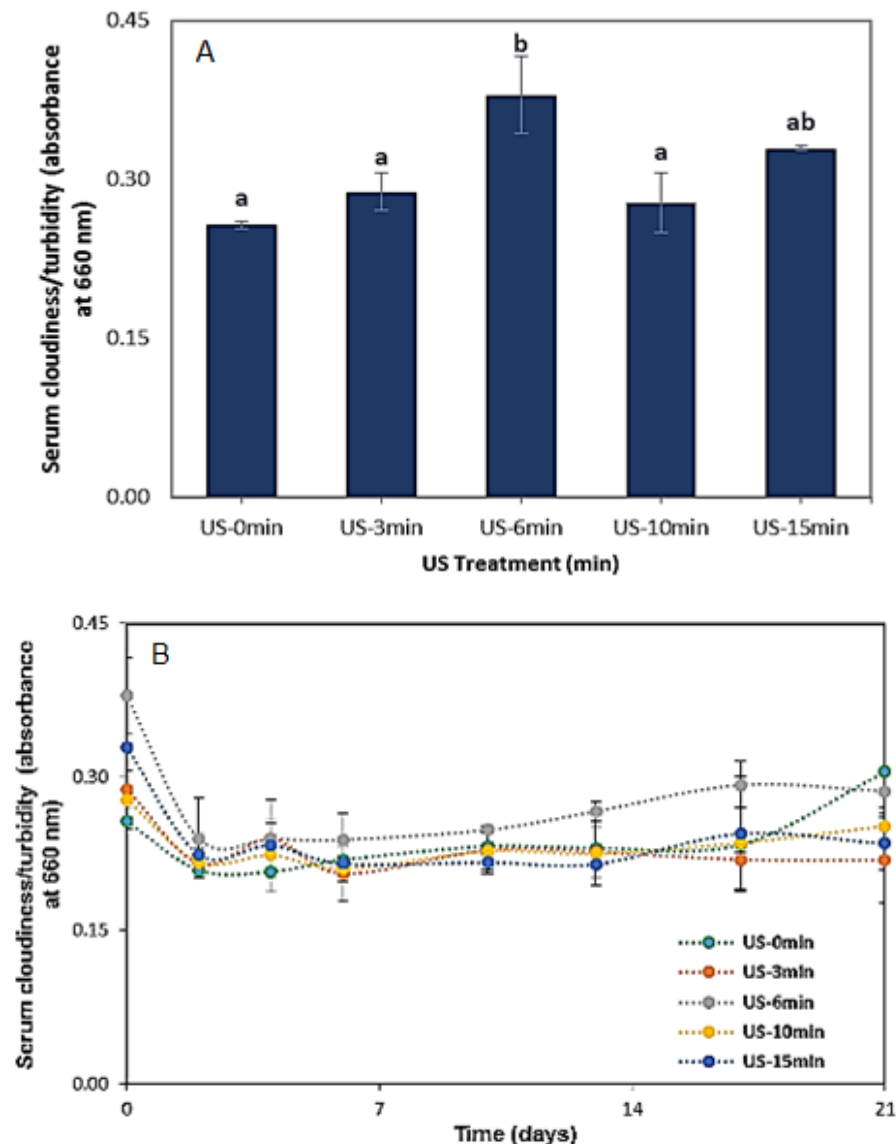 A
0.45
0.30
0.15
0.00
Serum cloudiness/turbidity (absorbance
at 660 nm)
a
a
b
a
ab
US-0min
US-3min
US-6min
US-10min
US-15min
US Treatment (min)
B
0.45
0.30
0.15
0.00
Serum cloudiness/turbidity (absorbance
at 660 nm)
US-0min
US-3min
US-6min
US-10min
US-15min
0
7
14
21
Time (days)